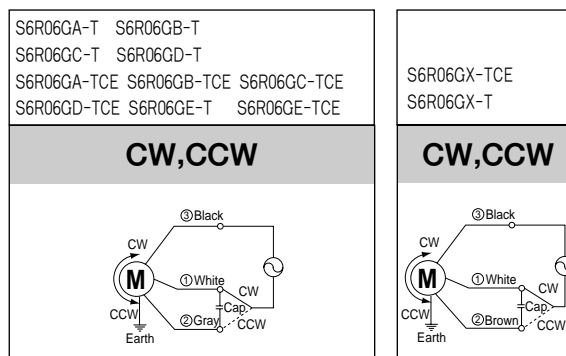 S6R06GA-T S6R06GB-T
S6R06GC-T S6R06GD-T
S6R06GA-TCE S6R06GB-TCE S6R06GC-TCE
S6R06GD-TCE S6R06GE-T S6R06GE-TCE
CW,CCW
③Black
CW
M
①White
CW
Cap.
CCW
②Gray
CCW
Earth
S6R06GX-TCE
S6R06GX-T
CW,CCW
③Black
CW
M
①White
CW
Cap.
CCW
②Brown
CCW
Earth